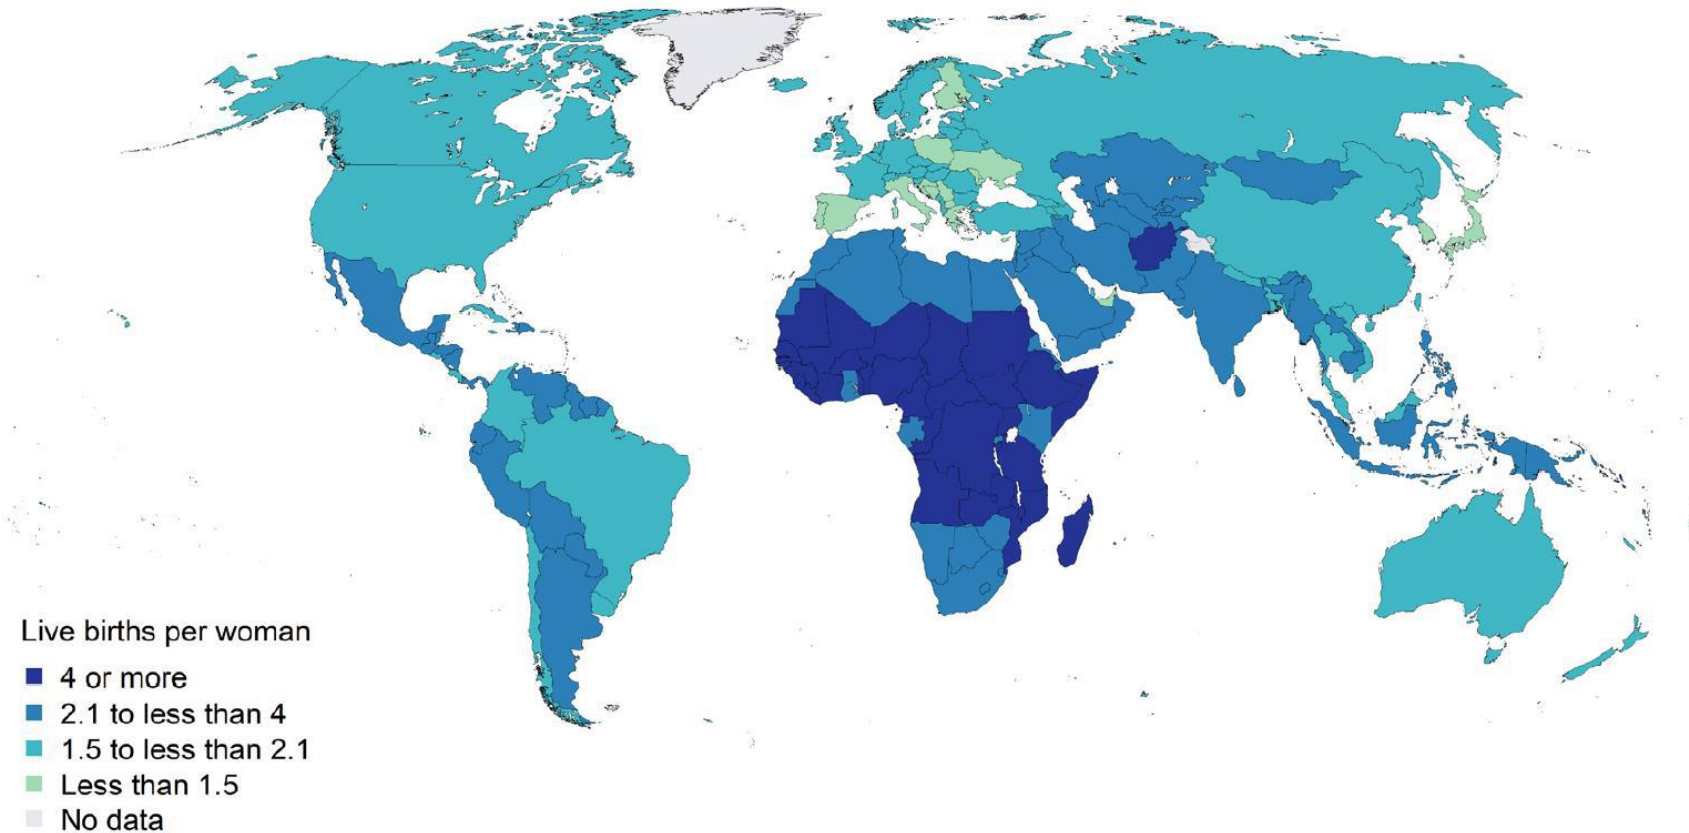 Live births per woman
4 or more
2.1 to less than 4
1.5 to less than 2.1
Less than 1.5
No data